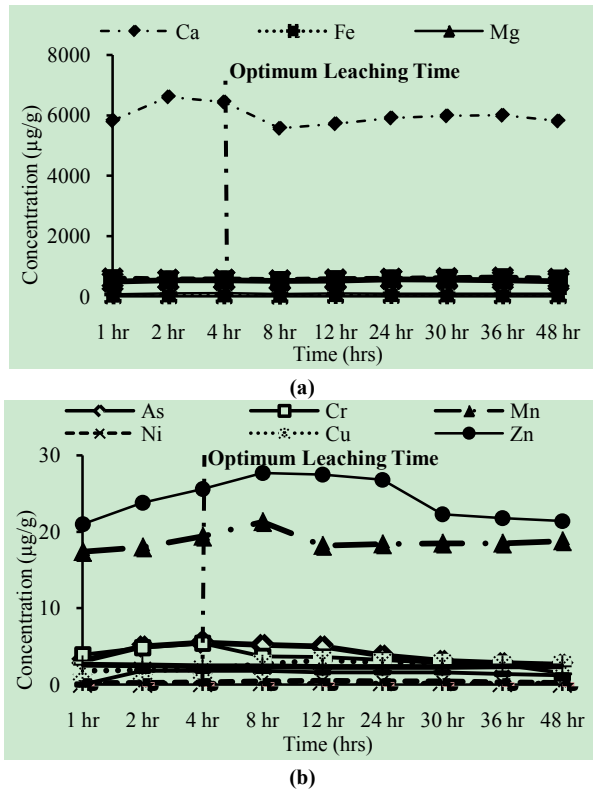 Ca Fe Mg
8000
Optimum Leaching Time
6000
4000
2000
0
Concentration (µg/g)
1 hr 2 hr 4 hr 8 hr 12 hr 24 hr 30 hr 36 hr 48 hr
Time (hrs)
(a)
As Cr Mn
Ni Cu Zn
30
Optimum Leaching Time
20
10
0
Concentration (µg/g)
1 hr 2 hr 4 hr 8 hr 12 hr 24 hr 30 hr 36 hr 48 hr
Time (hrs)
(b)